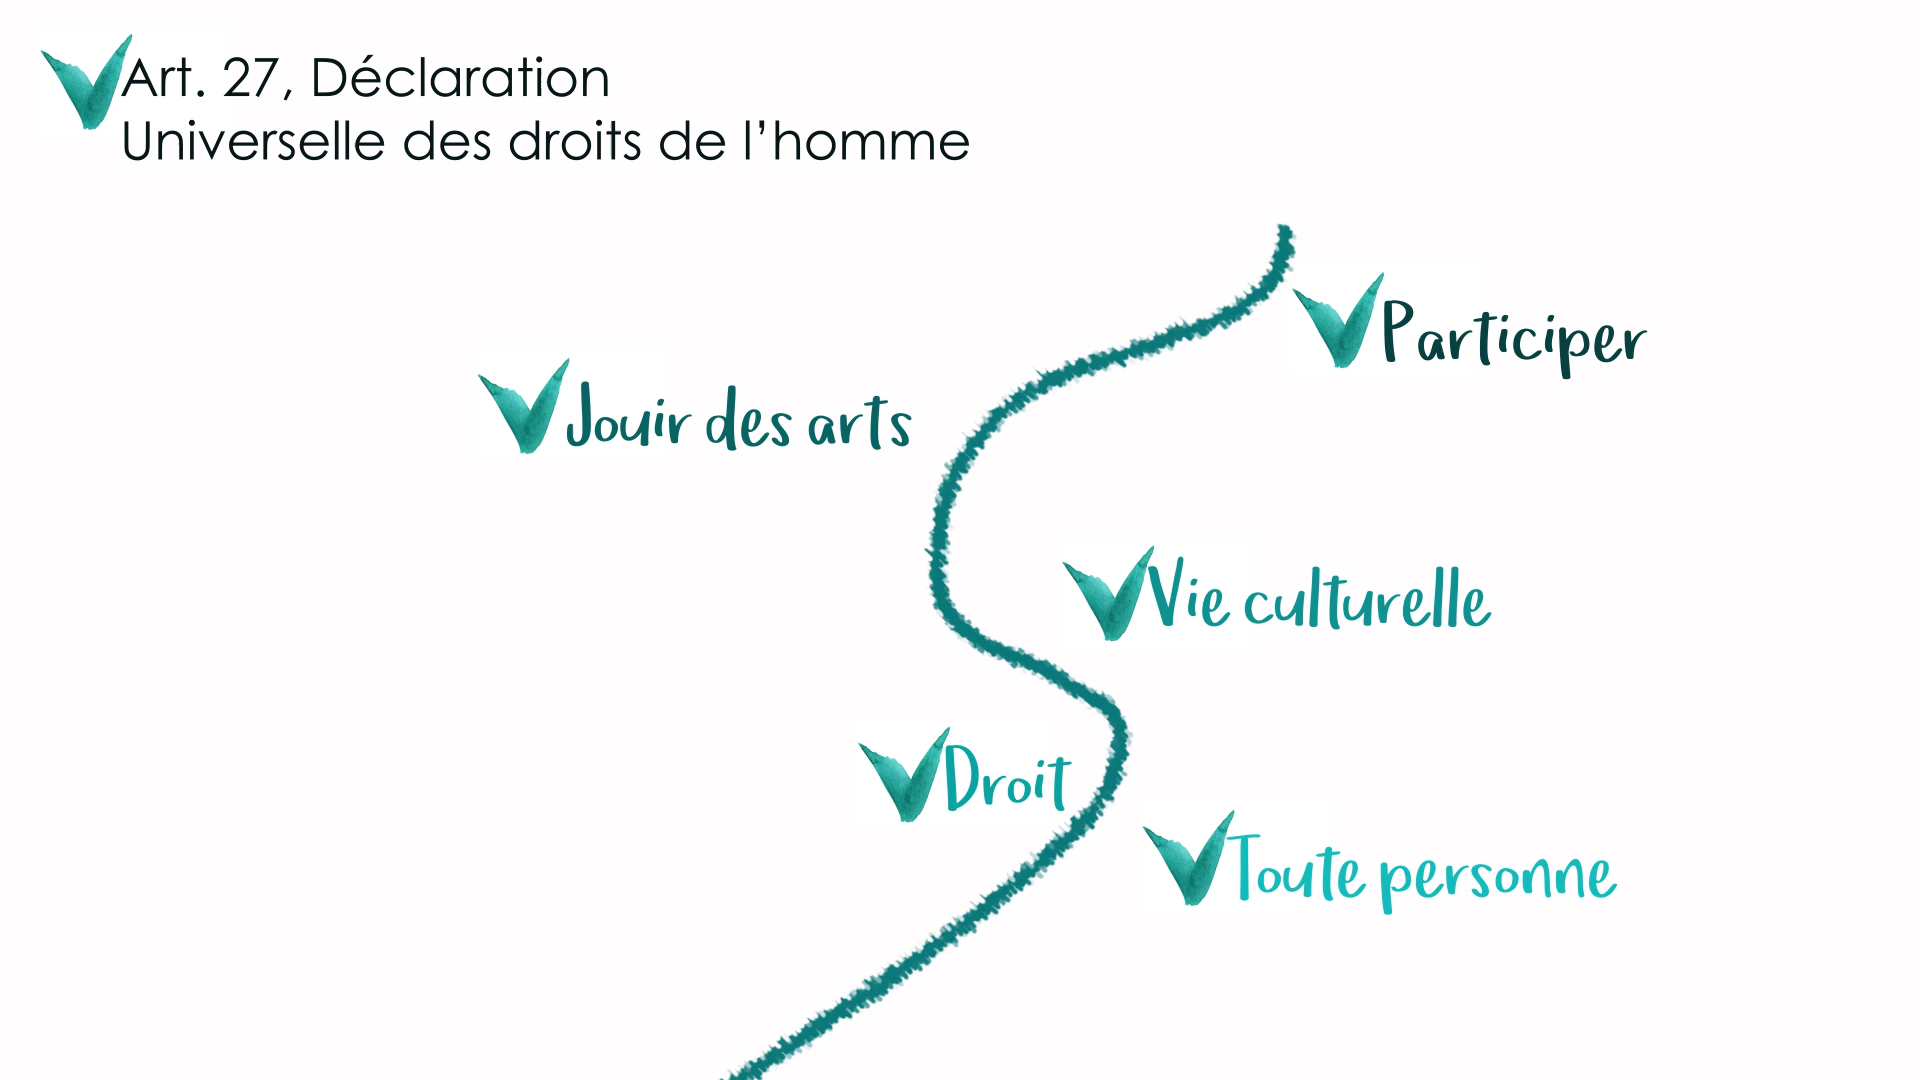 Art. 27, Déclaration
Universelle des droits de l’homme
Participer
Jouir des arts
Vie culturelle
Droit
Toute personne